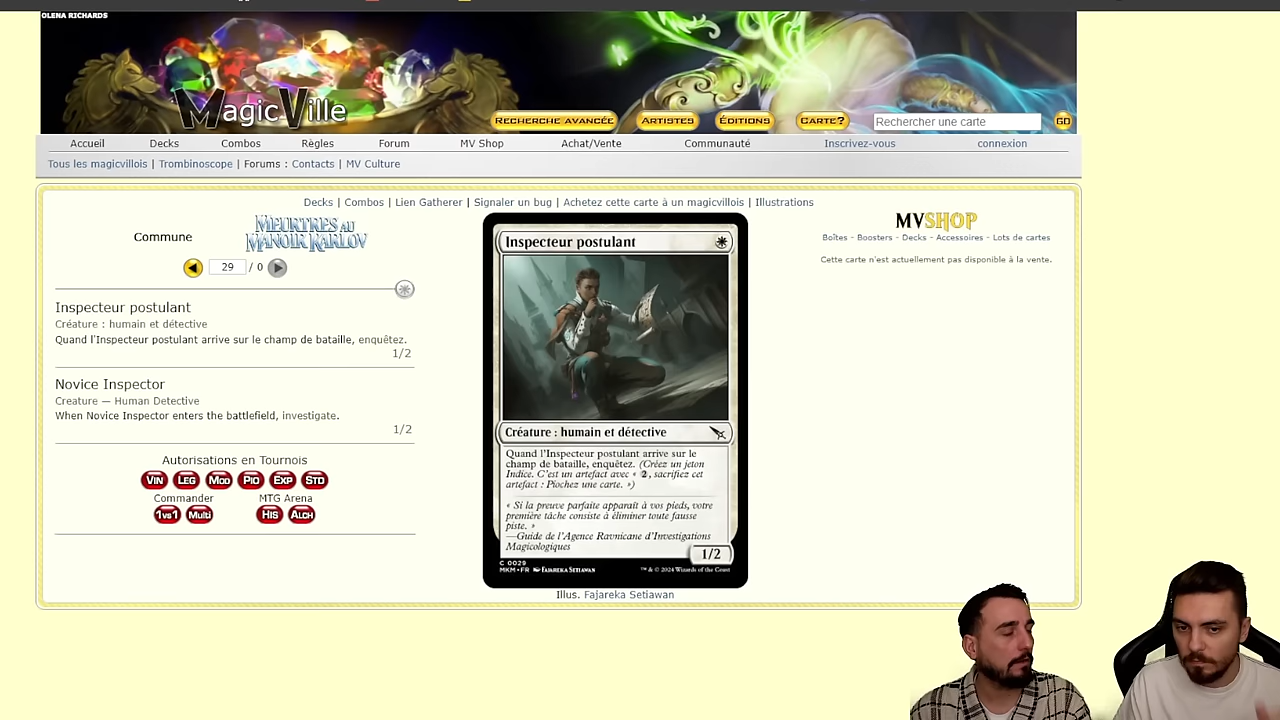 OLENA RICHARDS
MagicVille
RECHERCHE AVANCÉE
ARTISTES
ÉDITIONS
CARTE?
Rechercher une carte
GO
Accueil
Decks
Combos
Règles
Forum
MV Shop
Achat/Vente
Communauté
Inscrivez-vous
connexion
Tous les magicvillois | Trombinoscope | Forums : Contacts | MV Culture
Decks | Combos | Lien Gatherer | Signaler un bug | Achetez cette carte à un magicvillois | Illustrations
Commune
MEURTRES AU
MANOIR KARLOV
29 / 0
Inspecteur postulant
Créature : humain et détective
Quand l'Inspecteur postulant arrive sur le champ de bataille, enquêtez.
1/2
Novice Inspector
Creature — Human Detective
When Novice Inspector enters the battlefield, investigate.
1/2
Autorisations en Tournois
VIN LEG MOD PIO EXP STD
Commander
MTG Arena
1vs1 Multi HIS ALCH
Inspecteur postulant
Créature : humain et détective
Quand l'Inspecteur postulant arrive sur le
champ de bataille, enquêtez. (Créez un jeton
Indice. C'est un artefact avec « 2, sacrifiez cet
artefact : Piochez une carte. »)
« Si la preuve parfaite apparaît à vos pieds, votre
première tâche consiste à éliminer toute fausse
piste. »
—Guide de l'Agence Ravnicane d'Investigations
Magicologiques
1/2
C 0029
MKM • FR FAJAREKA SETIAWAN
™ & © 2024 Wizards of the Coast
Illus. Fajareka Setiawan
MVSHOP
Boîtes - Boosters - Decks - Accessoires - Lots de cartes
Cette carte n'est actuellement pas disponible à la vente.